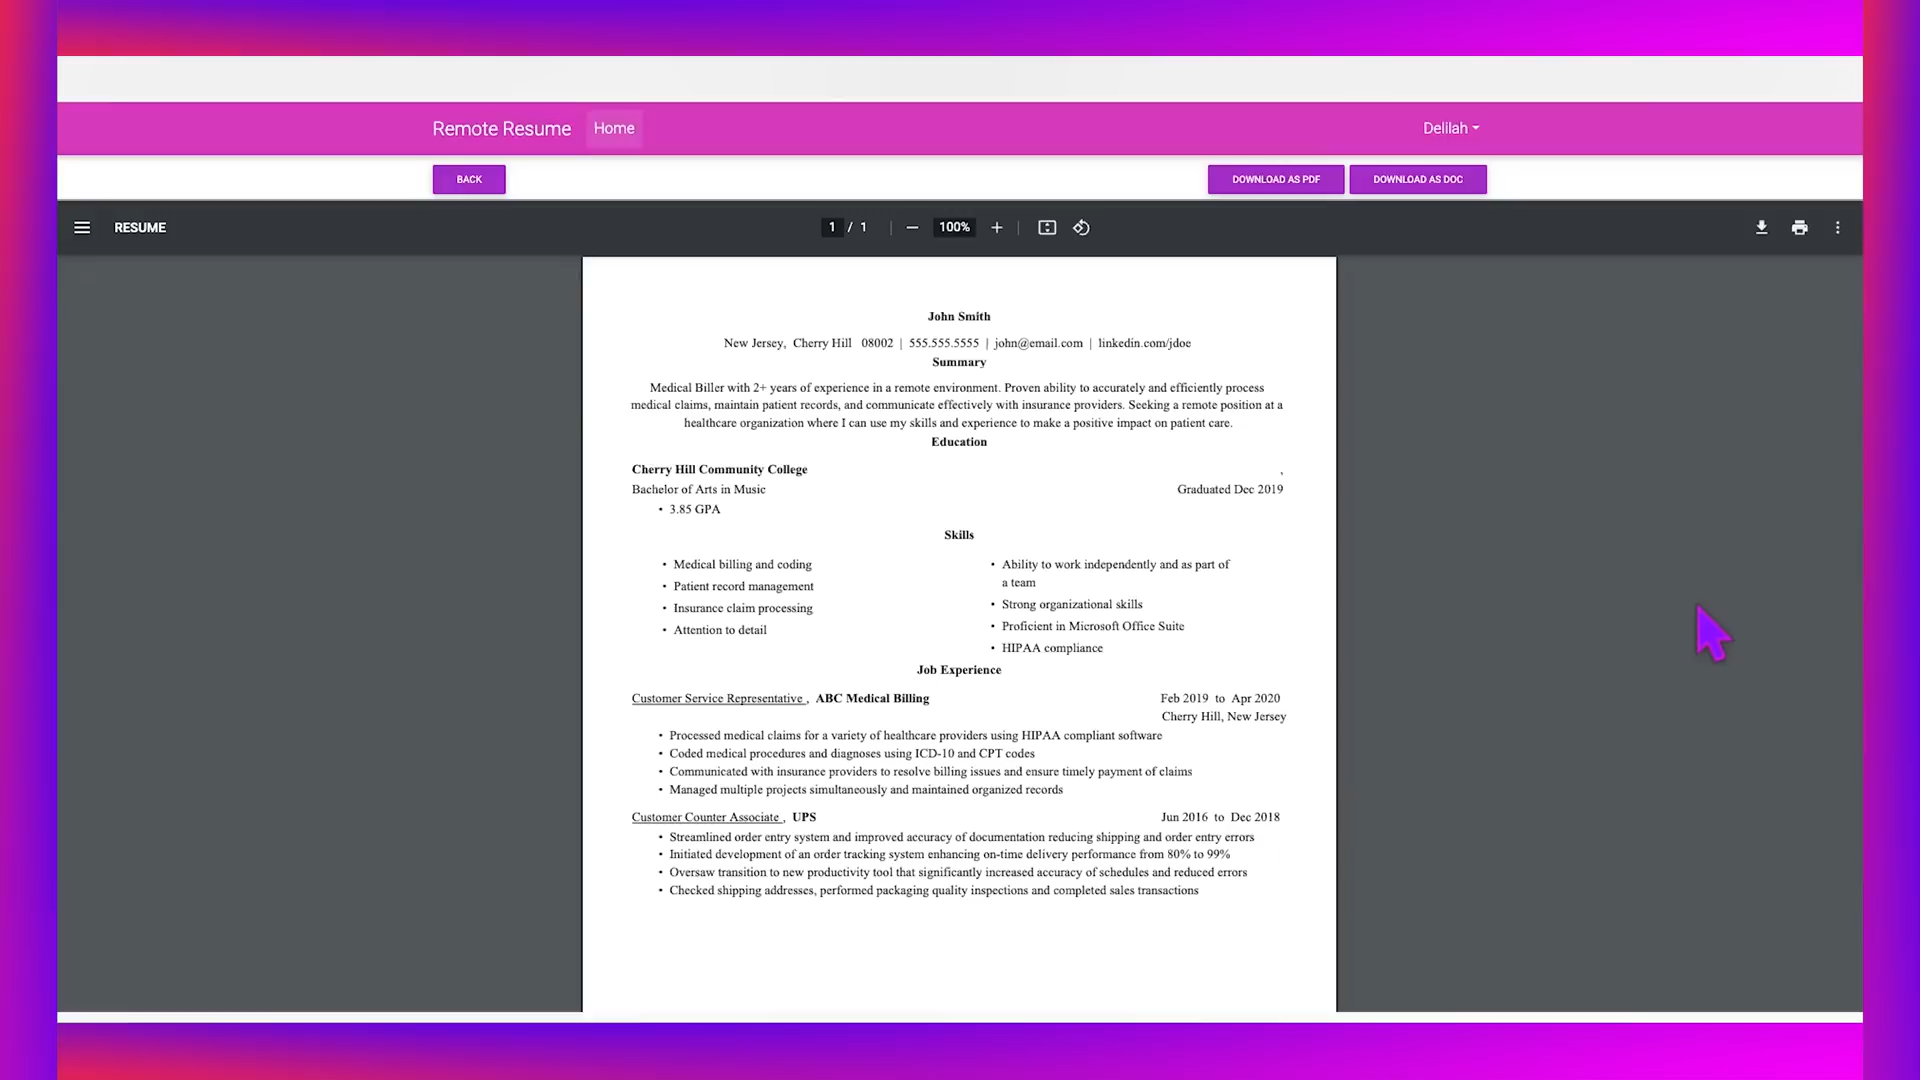 Remote Resume Home Delilah
BACK DOWNLOAD AS PDF DOWNLOAD AS DOC
RESUME 1 / 1 | — 100% + |
John Smith
New Jersey, Cherry Hill 08002 | 555.555.5555 | john@email.com | linkedin.com/jdoe
Summary
Medical Biller with 2+ years of experience in a remote environment. Proven ability to accurately and efficiently process
medical claims, maintain patient records, and communicate effectively with insurance providers. Seeking a remote position at a
healthcare organization where I can use my skills and experience to make a positive impact on patient care.
Education
Cherry Hill Community College ,
Bachelor of Arts in Music Graduated Dec 2019
• 3.85 GPA
Skills
• Medical billing and coding
• Patient record management
• Insurance claim processing
• Attention to detail
• Ability to work independently and as part of
a team
• Strong organizational skills
• Proficient in Microsoft Office Suite
• HIPAA compliance
Job Experience
Customer Service Representative , ABC Medical Billing Feb 2019 to Apr 2020
Cherry Hill, New Jersey
• Processed medical claims for a variety of healthcare providers using HIPAA compliant software
• Coded medical procedures and diagnoses using ICD-10 and CPT codes
• Communicated with insurance providers to resolve billing issues and ensure timely payment of claims
• Managed multiple projects simultaneously and maintained organized records
Customer Counter Associate , UPS Jun 2016 to Dec 2018
• Streamlined order entry system and improved accuracy of documentation reducing shipping and order entry errors
• Initiated development of an order tracking system enhancing on-time delivery performance from 80% to 99%
• Oversaw transition to new productivity tool that significantly increased accuracy of schedules and reduced errors
• Checked shipping addresses, performed packaging quality inspections and completed sales transactions